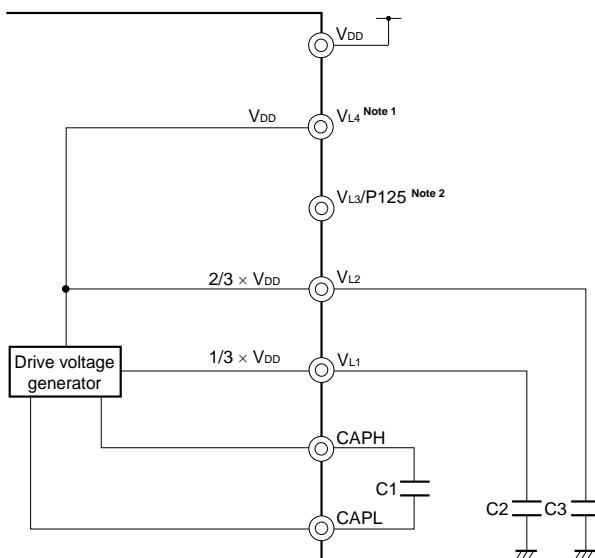 VDD
VDD
VL4 Note 1
VL3/P125 Note 2
2/3 × VDD
VL2
1/3 × VDD
VL1
Drive voltage
generator
CAPH
C1
CAPL
C2
C3